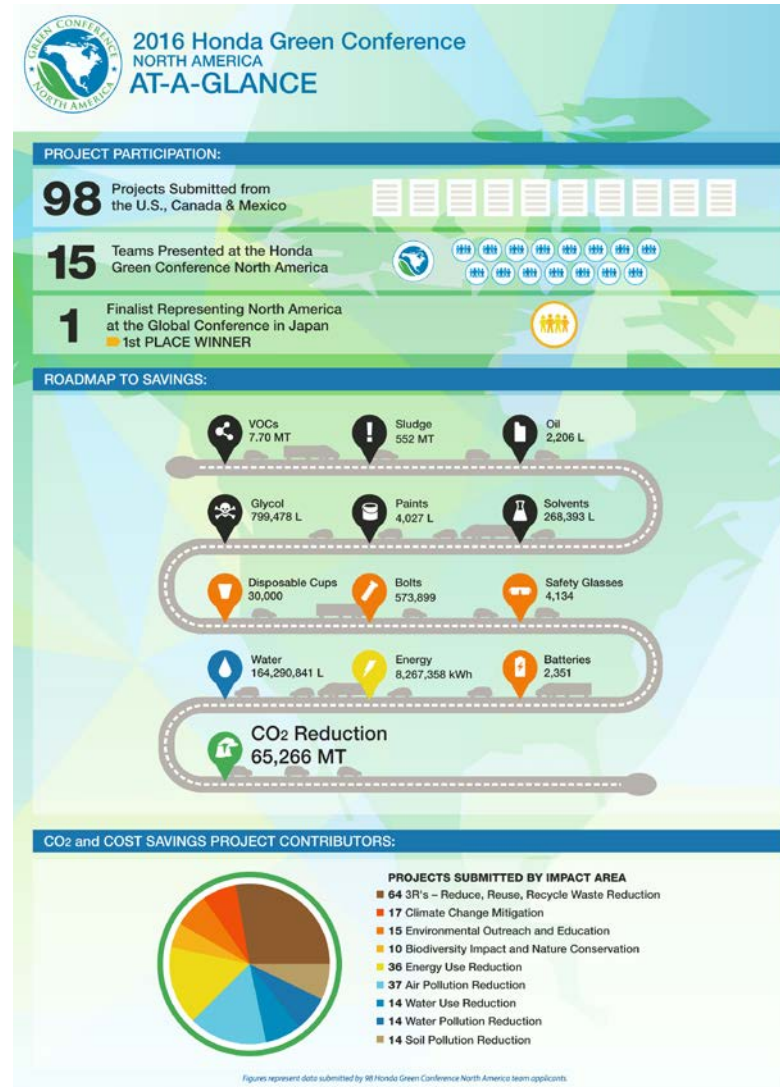 GREEN CONFERENCE
NORTH AMERICA
2016 Honda Green Conference
NORTH AMERICA
AT-A-GLANCE
PROJECT PARTICIPATION:
98
Projects Submitted from
the U.S., Canada & Mexico
15
Teams Presented at the Honda
Green Conference North America
1
Finalist Representing North America
at the Global Conference in Japan
1st PLACE WINNER
ROADMAP TO SAVINGS:
VOCs
7.70 MT
Sludge
552 MT
Oil
2,206 L
Glycol
799,478 L
Paints
4,027 L
Solvents
268,393 L
Disposable Cups
30,000
Bolts
573,899
Safety Glasses
4,134
Water
164,290,841 L
Energy
8,267,358 kWh
Batteries
2,351
CO2 Reduction
65,266 MT
CO2 and COST SAVINGS PROJECT CONTRIBUTORS:
PROJECTS SUBMITTED BY IMPACT AREA
64 3R's – Reduce, Reuse, Recycle Waste Reduction
17 Climate Change Mitigation
15 Environmental Outreach and Education
10 Biodiversity Impact and Nature Conservation
36 Energy Use Reduction
37 Air Pollution Reduction
14 Water Use Reduction
14 Water Pollution Reduction
14 Soil Pollution Reduction
Figures represent data submitted by 98 Honda Green Conference North America team applicants.